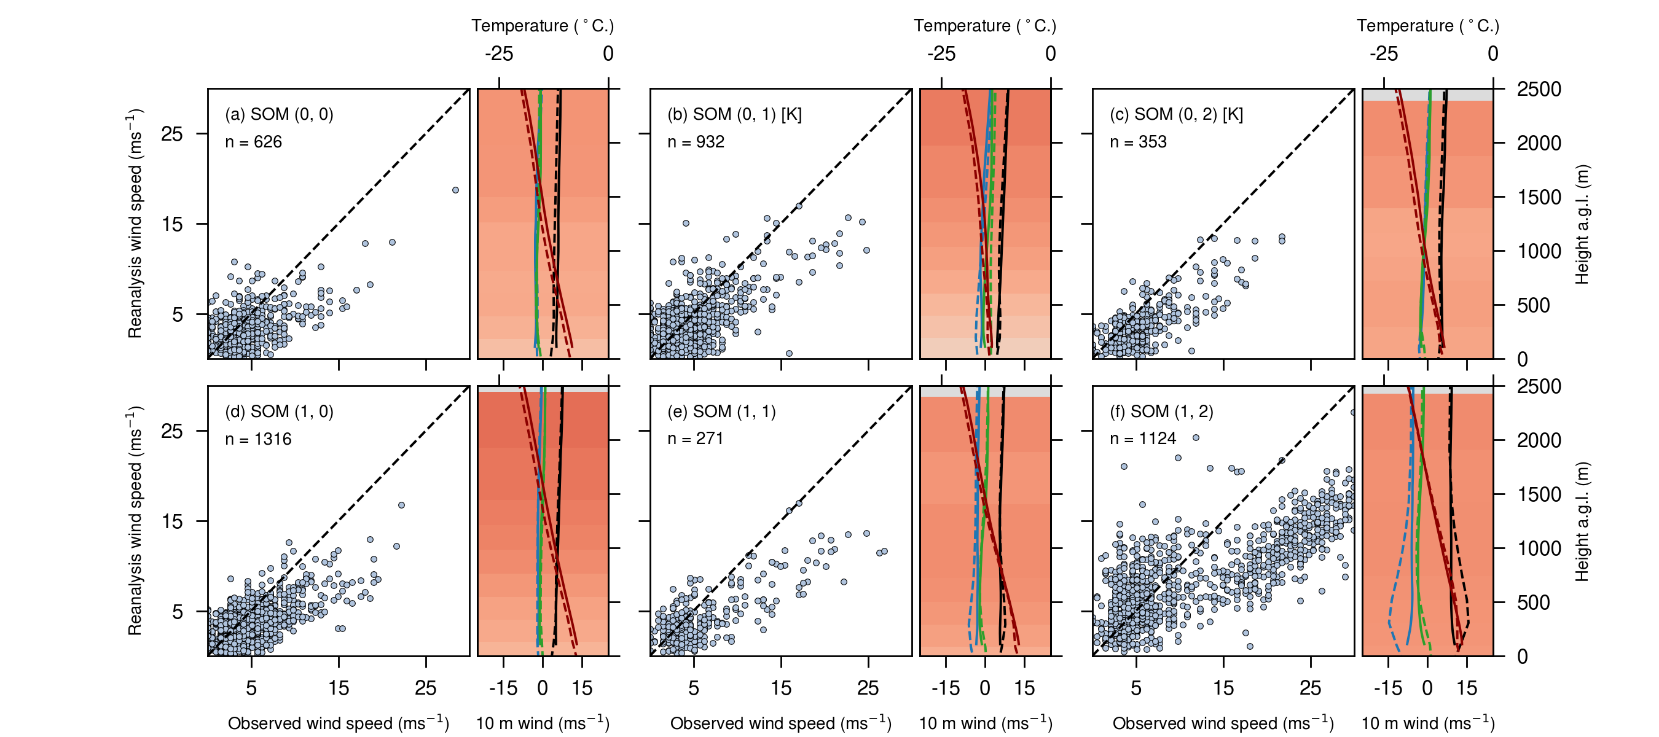 Temperature (°C.)
Temperature (°C.)
Temperature (°C.)
-25 0
-25 0
-25 0
(a) SOM (0, 0)
n = 626
(b) SOM (0, 1) [K]
n = 932
(c) SOM (0, 2) [K]
n = 353
Reanalysis wind speed (ms⁻¹)
25
15
5
2500
2000
1500
1000
500
0
Height a.g.l. (m)
(d) SOM (1, 0)
n = 1316
(e) SOM (1, 1)
n = 271
(f) SOM (1, 2)
n = 1124
Reanalysis wind speed (ms⁻¹)
25
15
5
2500
2000
1500
1000
500
0
Height a.g.l. (m)
5 15 25 -15 0 15
5 15 25 -15 0 15
5 15 25 -15 0 15
Observed wind speed (ms⁻¹) 10 m wind (ms⁻¹)
Observed wind speed (ms⁻¹) 10 m wind (ms⁻¹)
Observed wind speed (ms⁻¹) 10 m wind (ms⁻¹)